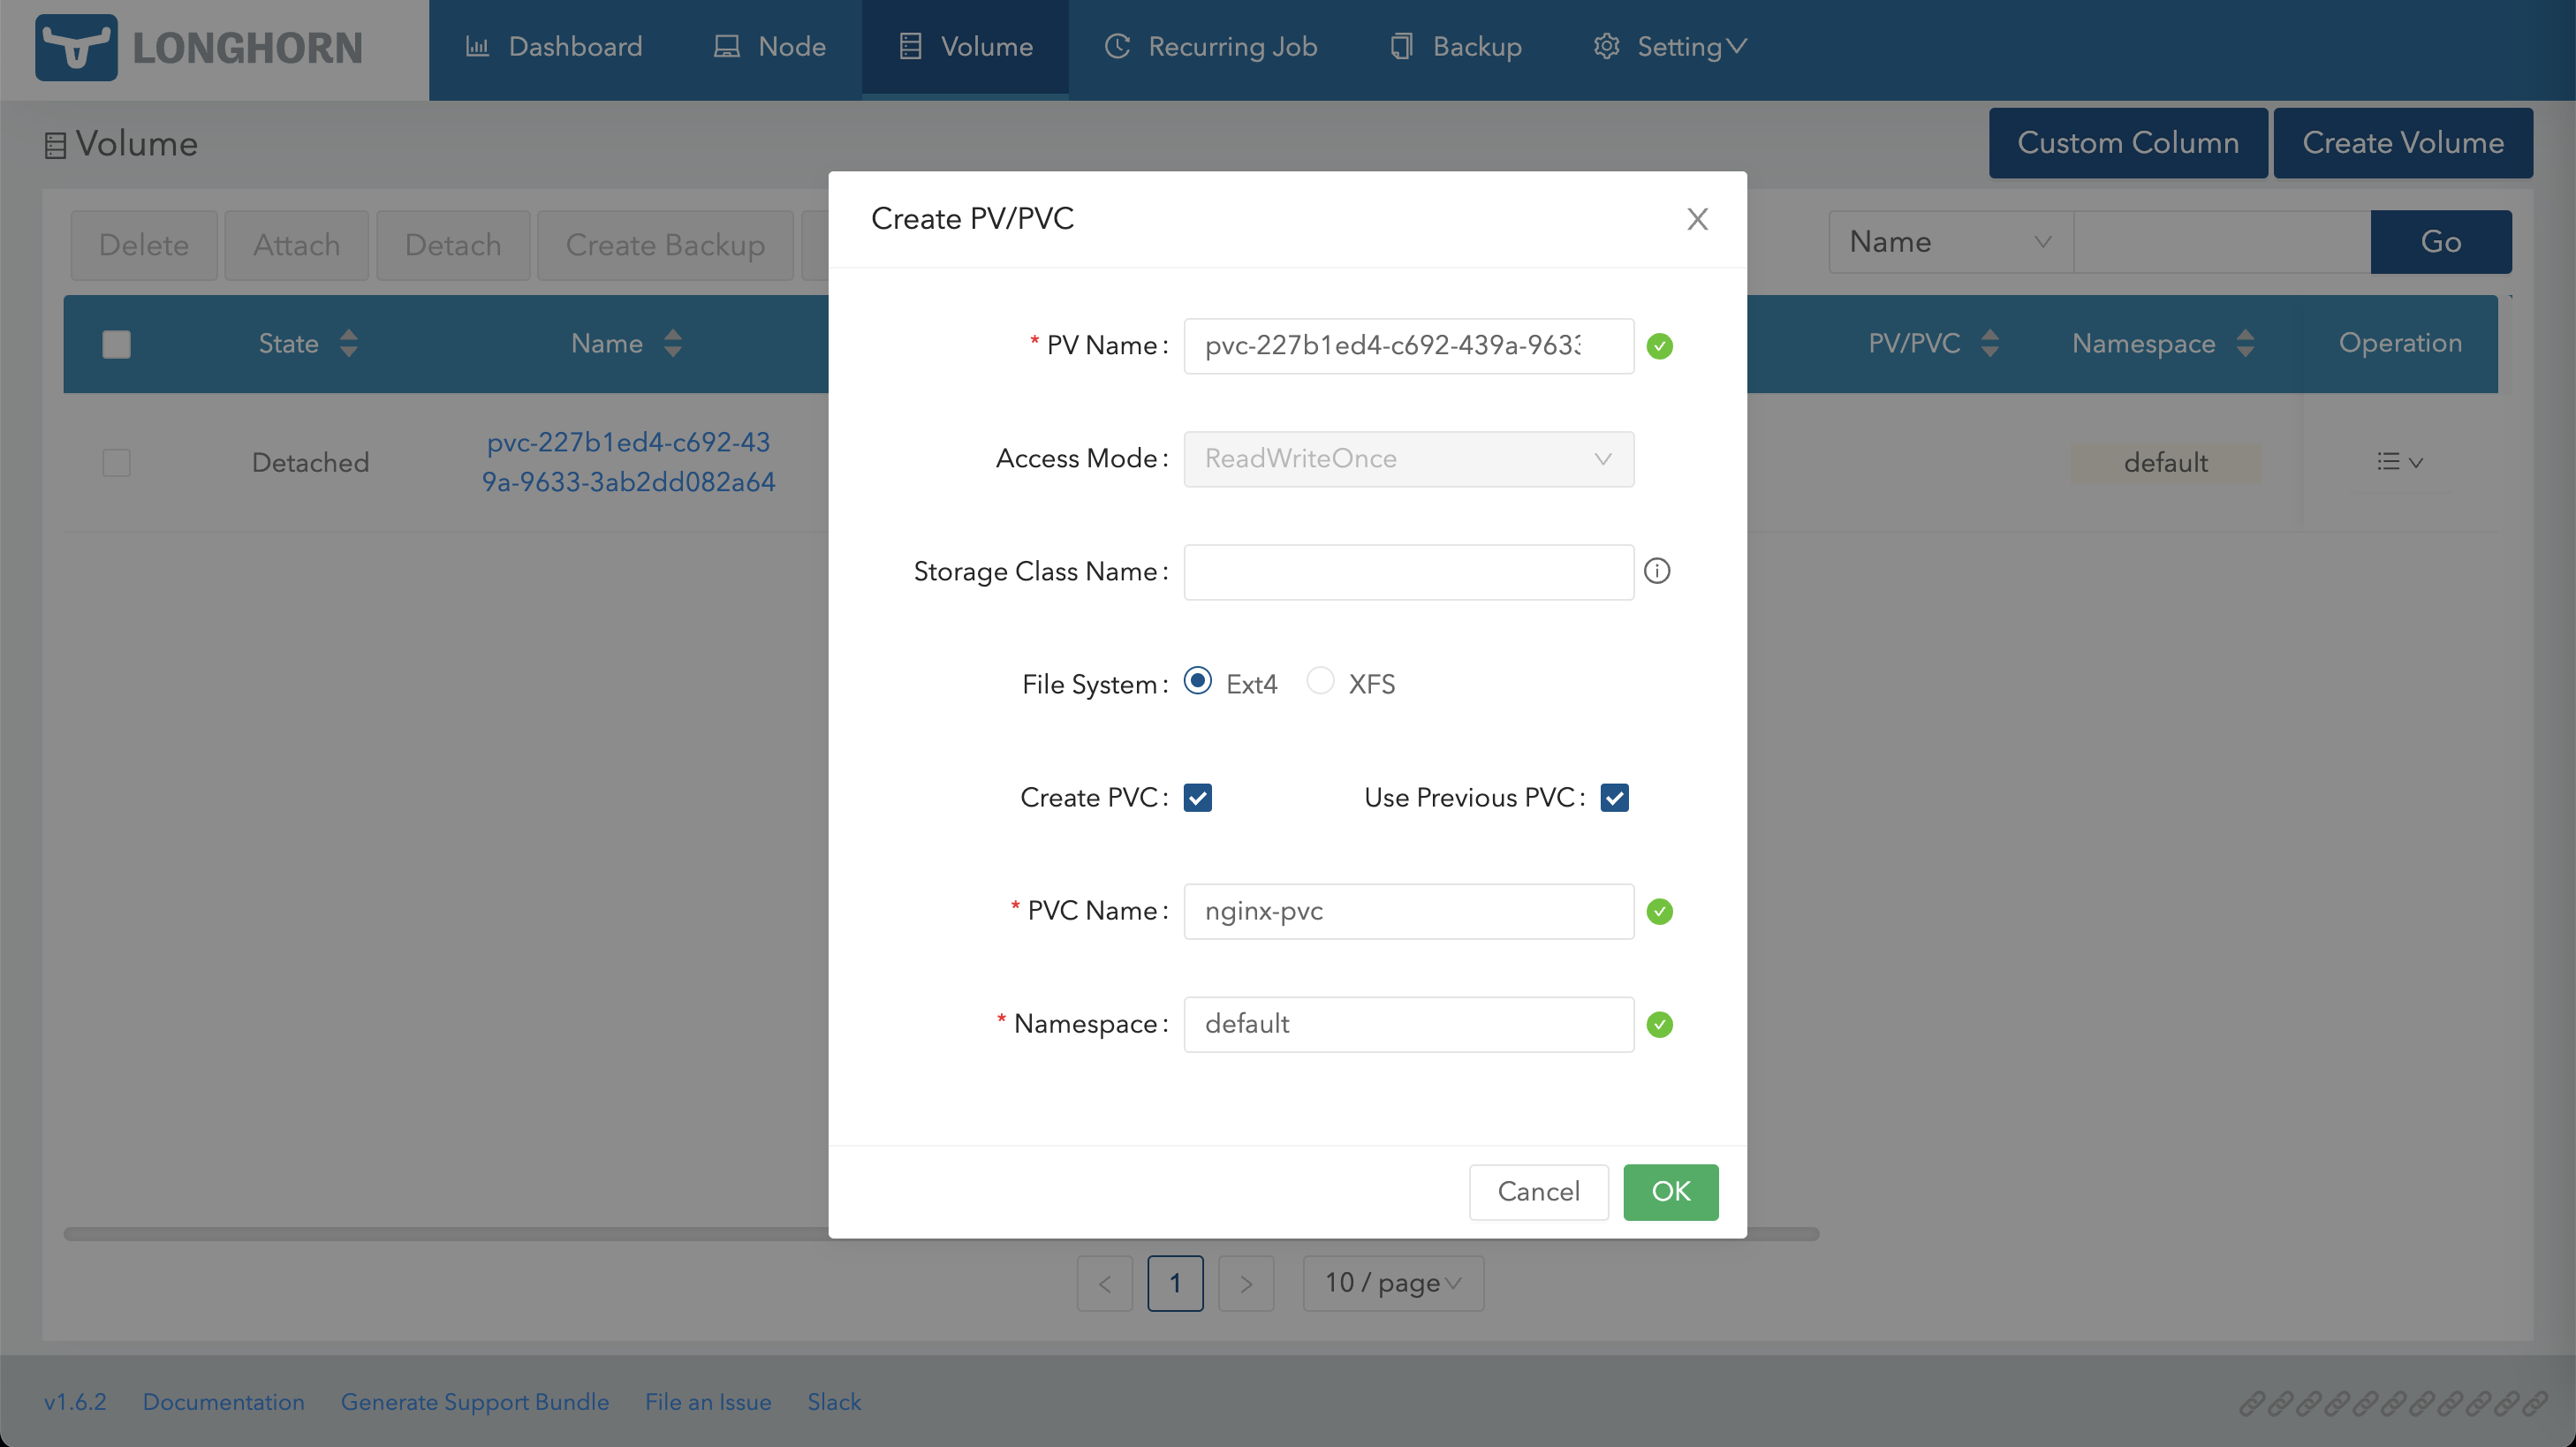 LONGHORN
Dashboard
Node
Volume
Recurring Job
Backup
Setting
Volume
Custom Column
Create Volume
Delete
Attach
Detach
Create Backup
Name
Go
State
Name
PV/PVC
Namespace
Operation
Detached
pvc-227b1ed4-c692-43
9a-9633-3ab2dd082a64
default
Create PV/PVC
* PV Name: pvc-227b1ed4-c692-439a-9633
Access Mode: ReadWriteOnce
Storage Class Name:
File System: Ext4 XFS
Create PVC: Use Previous PVC:
* PVC Name: nginx-pvc
* Namespace: default
Cancel
OK
< 1 > 10 / page
v1.6.2 Documentation Generate Support Bundle File an Issue Slack